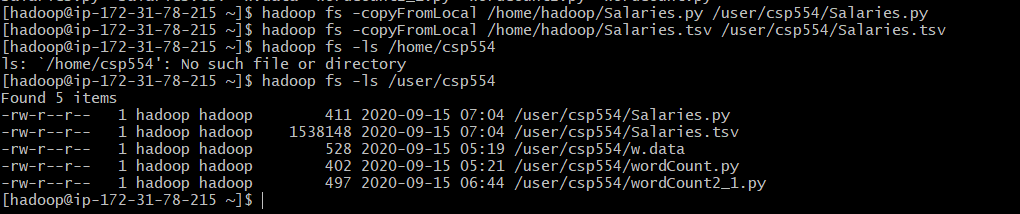 [hadoop@ip-172-31-78-215 ~]$ hadoop fs -copyFromLocal /home/hadoop/Salaries.py /user/csp554/Salaries.py
[hadoop@ip-172-31-78-215 ~]$ hadoop fs -copyFromLocal /home/hadoop/Salaries.tsv /user/csp554/Salaries.tsv
[hadoop@ip-172-31-78-215 ~]$ hadoop fs -ls /home/csp554
ls: `/home/csp554': No such file or directory
[hadoop@ip-172-31-78-215 ~]$ hadoop fs -ls /user/csp554
Found 5 items
-rw-r--r--   1 hadoop hadoop        411 2020-09-15 07:04 /user/csp554/Salaries.py
-rw-r--r--   1 hadoop hadoop    1538148 2020-09-15 07:04 /user/csp554/Salaries.tsv
-rw-r--r--   1 hadoop hadoop        528 2020-09-15 05:19 /user/csp554/w.data
-rw-r--r--   1 hadoop hadoop        402 2020-09-15 05:21 /user/csp554/wordCount.py
-rw-r--r--   1 hadoop hadoop        497 2020-09-15 06:44 /user/csp554/wordCount2_1.py
[hadoop@ip-172-31-78-215 ~]$